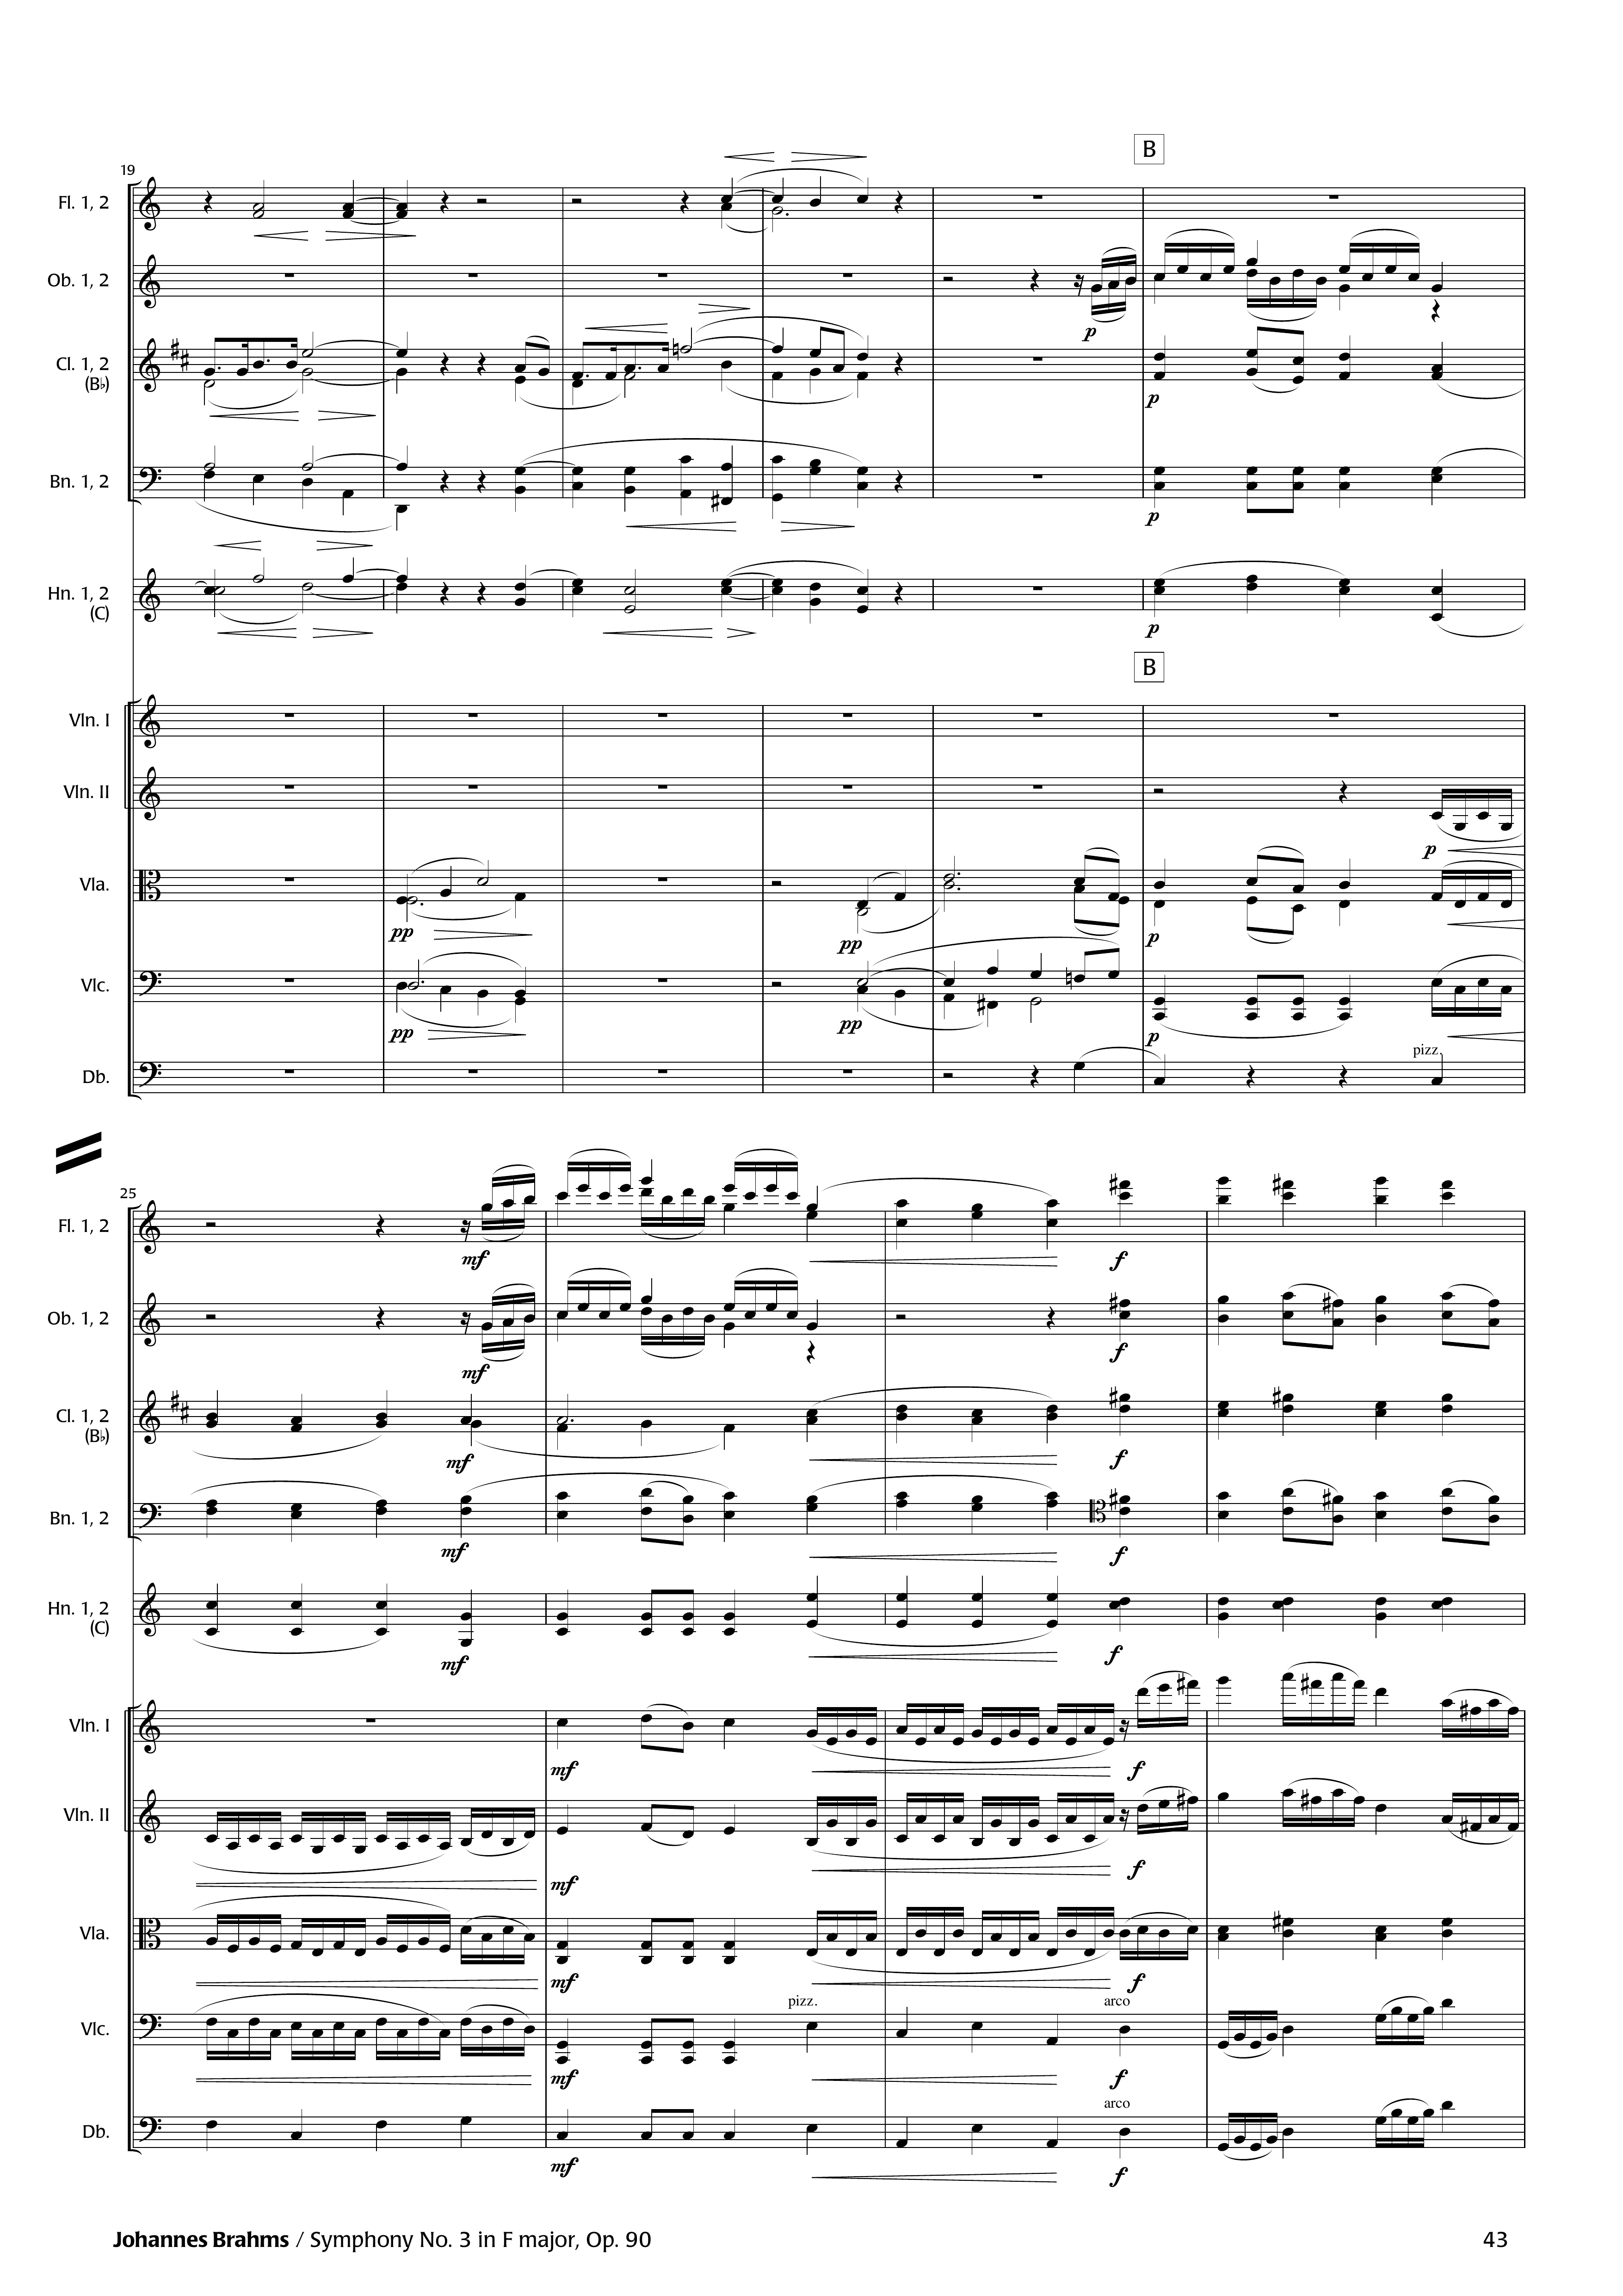 B
19
Fl. 1, 2
Ob. 1, 2
p
Cl. 1, 2
(B♭)
p
Bn. 1, 2
p
Hn. 1, 2
(C)
p
B
Vln. I
Vln. II
p
Vla.
pp
pp
p
Vlc.
pp
pp
p
pizz.
Db.
25
Fl. 1, 2
mf
f
Ob. 1, 2
mf
f
Cl. 1, 2
(B♭)
mf
f
Bn. 1, 2
mf
f
Hn. 1, 2
(C)
mf
f
Vln. I
mf
f
Vln. II
mf
f
Vla.
mf
f
pizz.
arco
Vlc.
mf
f
arco
Db.
mf
f
Johannes Brahms / Symphony No. 3 in F major, Op. 90
43